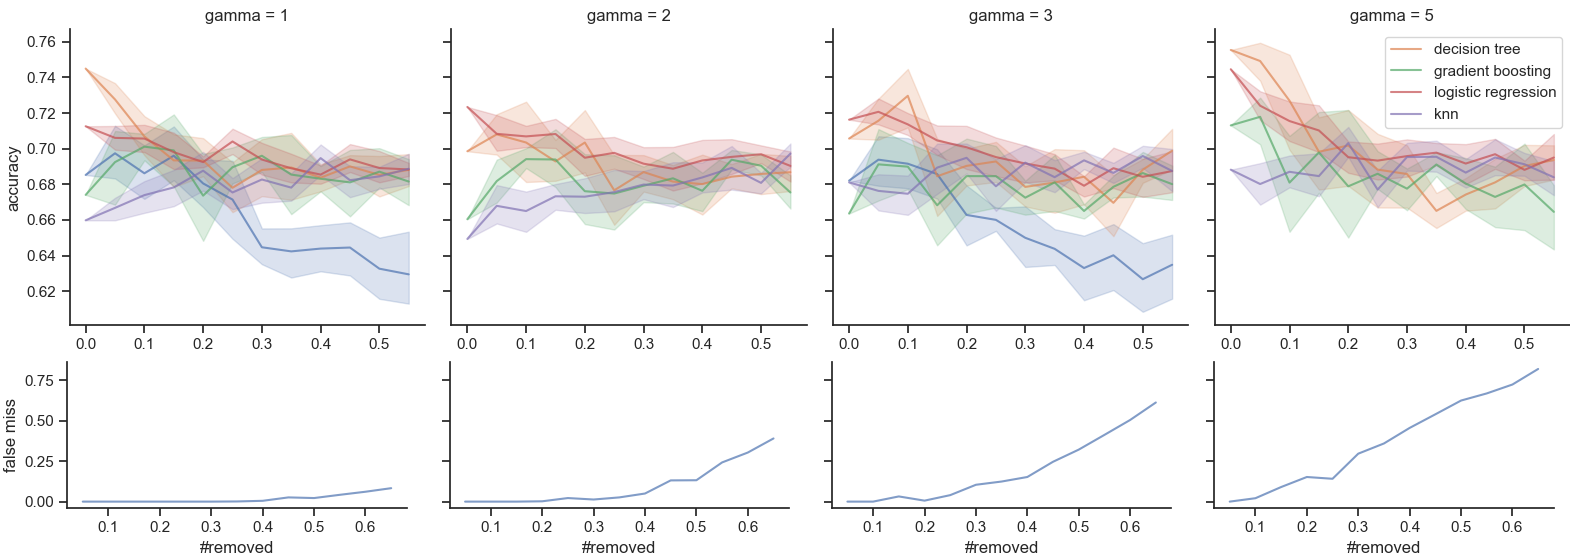 gamma = 1
gamma = 2
gamma = 3
gamma = 5
accuracy
0.76
0.74
0.72
0.70
0.68
0.66
0.64
0.62
decision tree
gradient boosting
logistic regression
knn
0.0 0.1 0.2 0.3 0.4 0.5
0.0 0.1 0.2 0.3 0.4 0.5
0.0 0.1 0.2 0.3 0.4 0.5
0.0 0.1 0.2 0.3 0.4 0.5
false miss
0.75
0.50
0.25
0.00
0.1 0.2 0.3 0.4 0.5 0.6
0.1 0.2 0.3 0.4 0.5 0.6
0.1 0.2 0.3 0.4 0.5 0.6
0.1 0.2 0.3 0.4 0.5 0.6
#removed
#removed
#removed
#removed